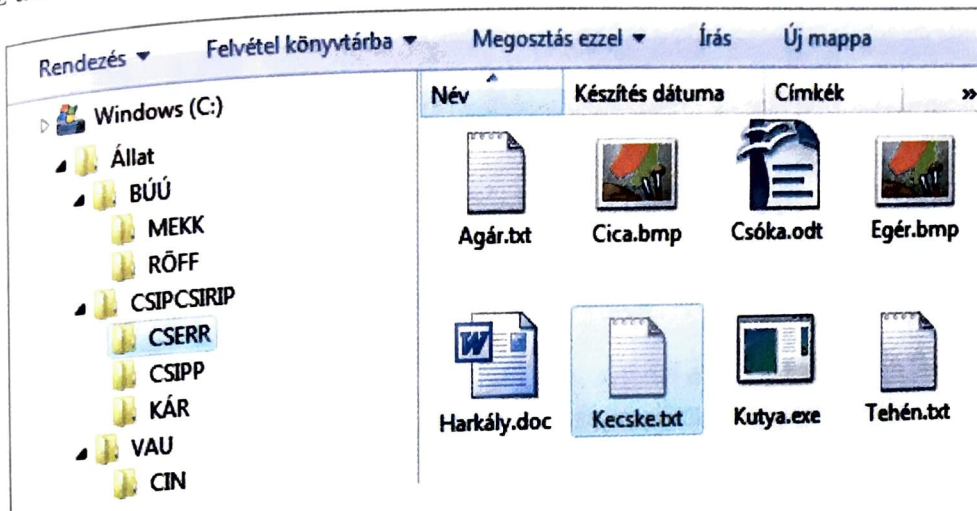 Rendezés Felvétel könyvtárba Megosztás ezzel Írás Új mappa
Windows (C:)
Állat
BÚÚ
MEKK
RÖFF
CSIPCSIRIP
CSERR
CSIPP
KÁR
VAU
CIN
Név Készítés dátuma Címkék »
Agár.txt Cica.bmp Csóka.odt Egér.bmp
Harkály.doc Kecske.txt Kutya.exe Tehén.txt